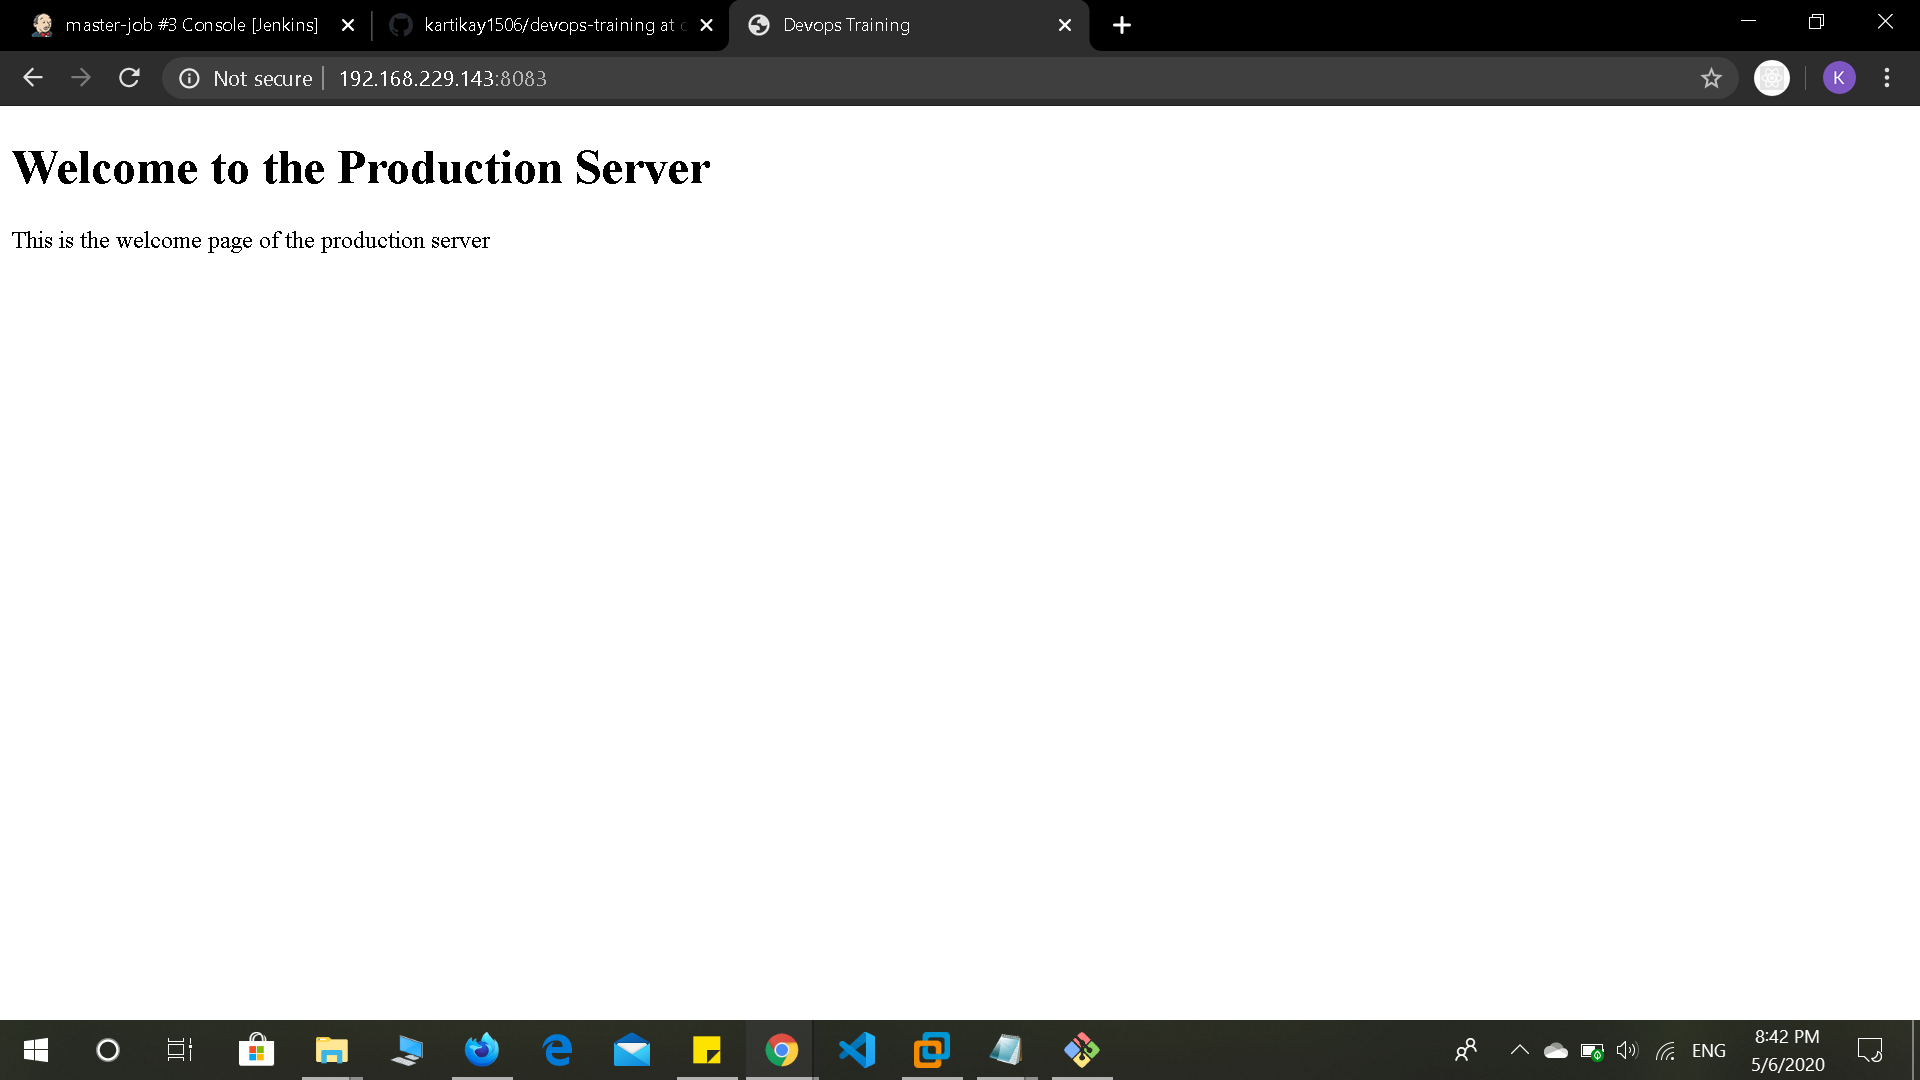 master-job #3 Console [Jenkins]
kartikay1506/devops-training at
Devops Training
Not secure
192.168.229.143:8083
K
Welcome to the Production Server
This is the welcome page of the production server
ENG
8:42 PM
5/6/2020